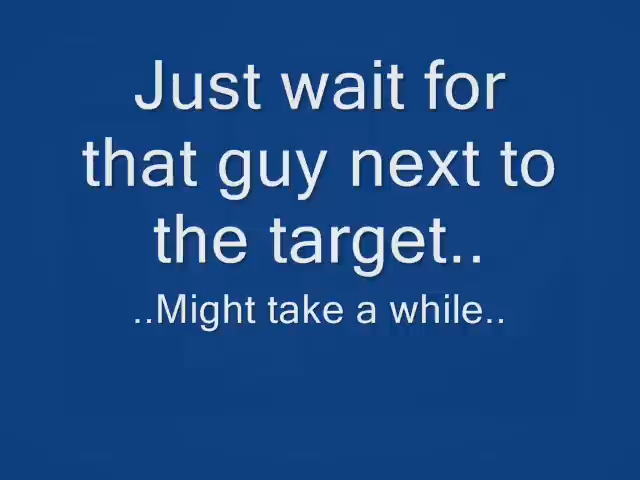 Just wait for
that guy next to
the target..
..Might take a while..